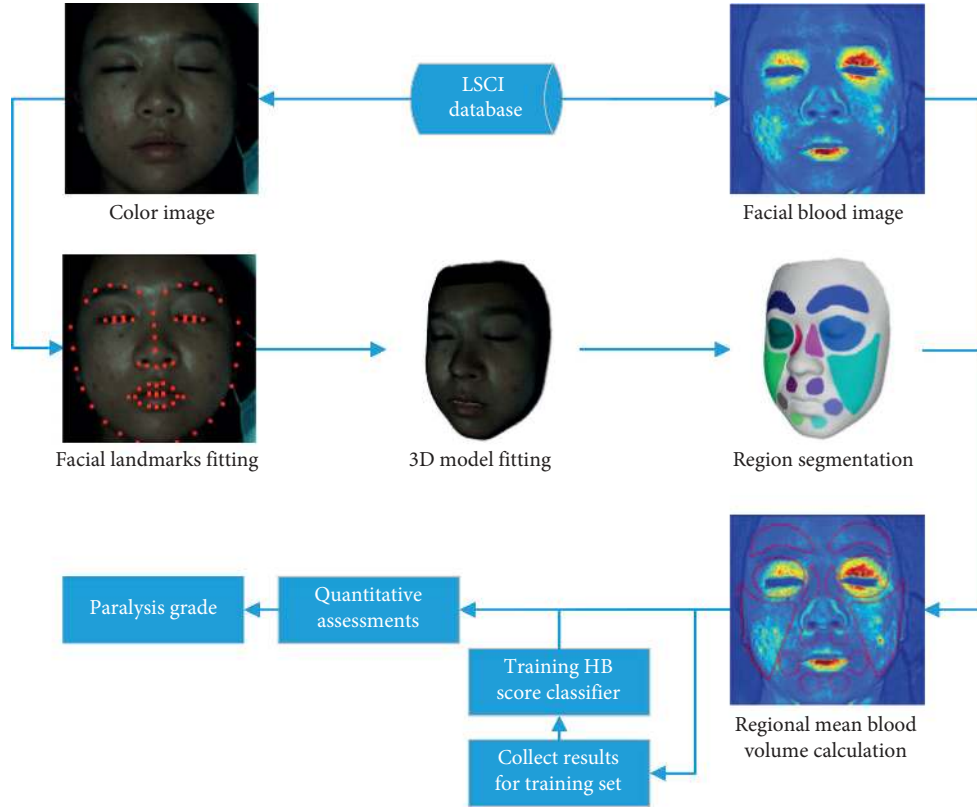 LSCI
database
Color image
Facial blood image
Facial landmarks fitting
3D model fitting
Region segmentation
Paralysis grade
Quantitative
assessments
Training HB
score classifier
Collect results
for training set
Regional mean blood
volume calculation